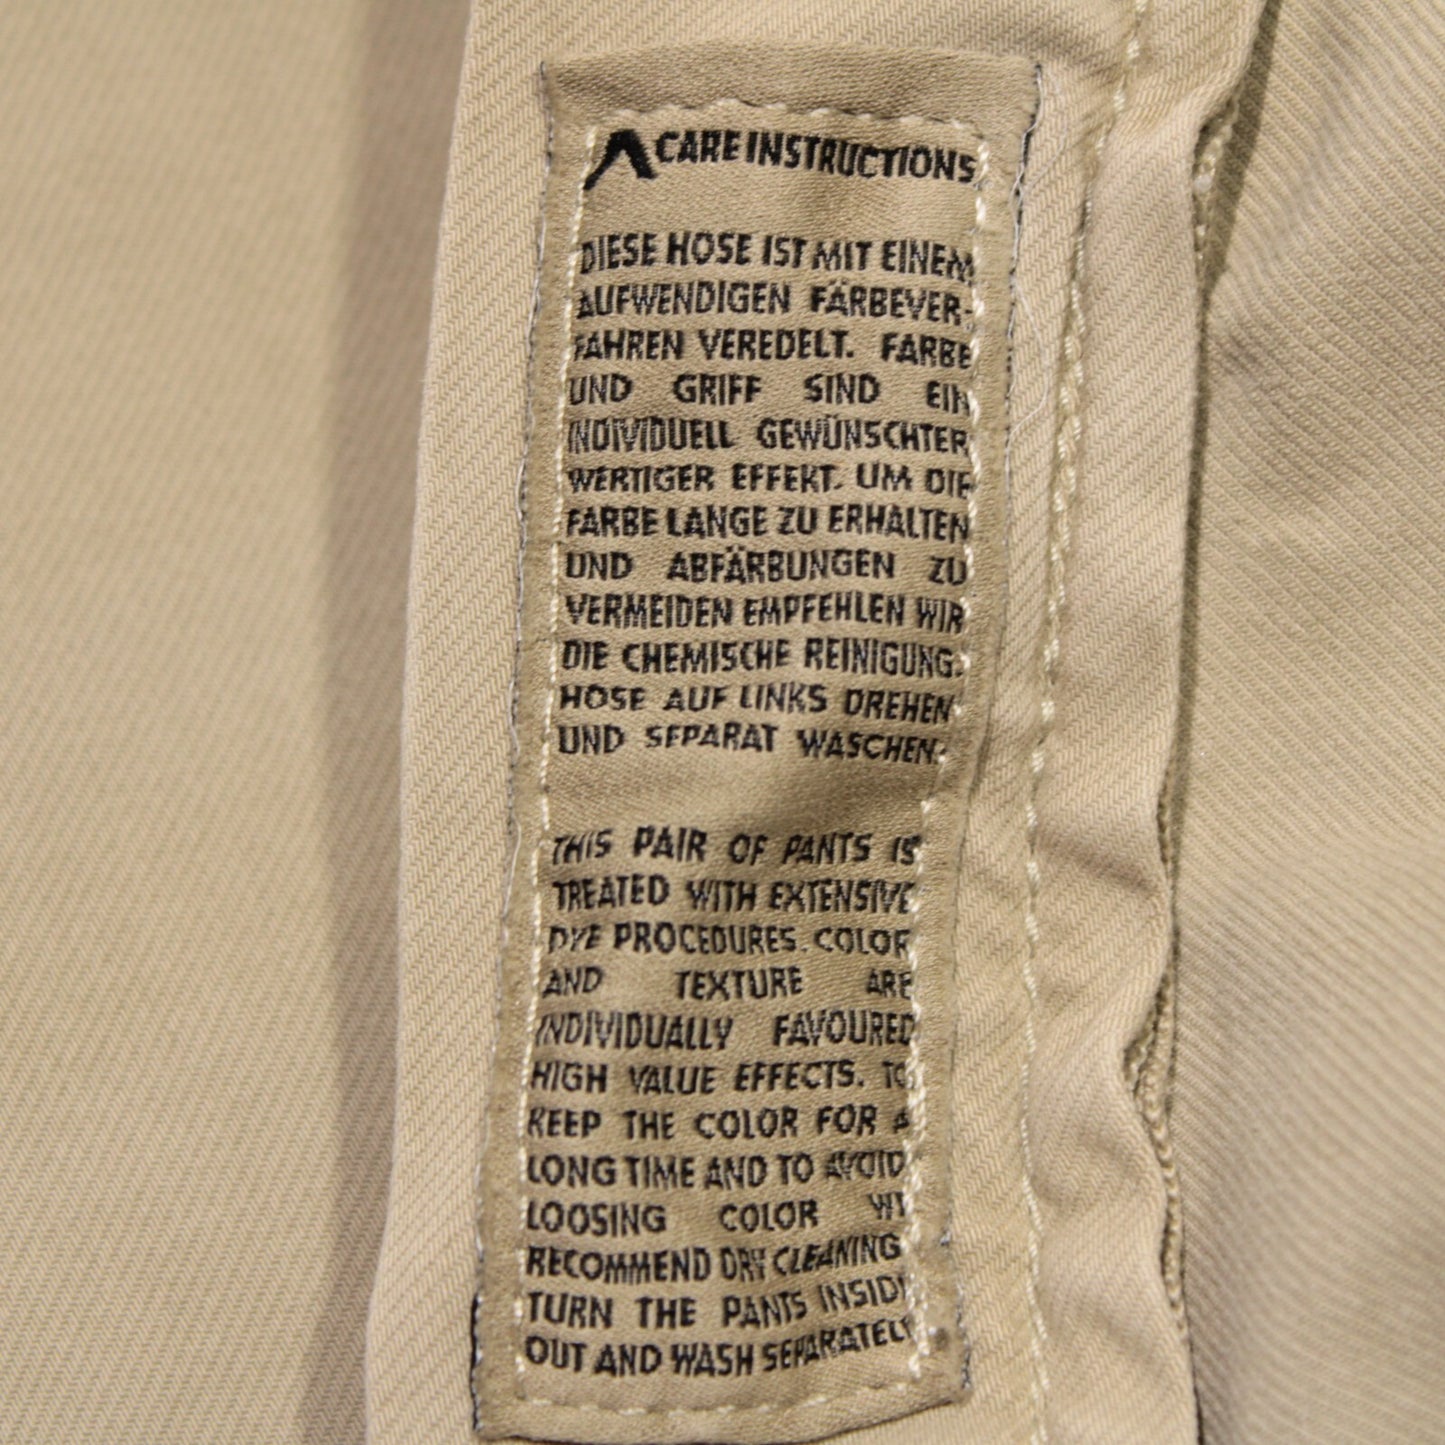 CARE INSTRUCTIONS
DIESE HOSE IST MIT EINEM
AUFWENDIGEN FÄRBEVER-
FAHREN VEREDELT. FARBE
UND GRIFF SIND EIN
INDIVIDUELL GEWÜNSCHTER
WERTIGER EFFEKT. UM DIE
FARBE LANGE ZU ERHALTEN
UND ABFÄRBUNGEN ZU
VERMEIDEN EMPFEHLEN WIR
DIE CHEMISCHE REINIGUNG.
HOSE AUF LINKS DREHEN
UND SEPARAT WASCHEN.
THIS PAIR OF PANTS IS
TREATED WITH EXTENSIVE
DYE PROCEDURES. COLOR
AND TEXTURE ARE
INDIVIDUALLY FAVOURED
HIGH VALUE EFFECTS. TO
KEEP THE COLOR FOR A
LONG TIME AND TO AVOID
LOOSING COLOR WI
RECOMMEND DRY CLEANING
TURN THE PANTS INSIDI
OUT AND WASH SEPARATELY